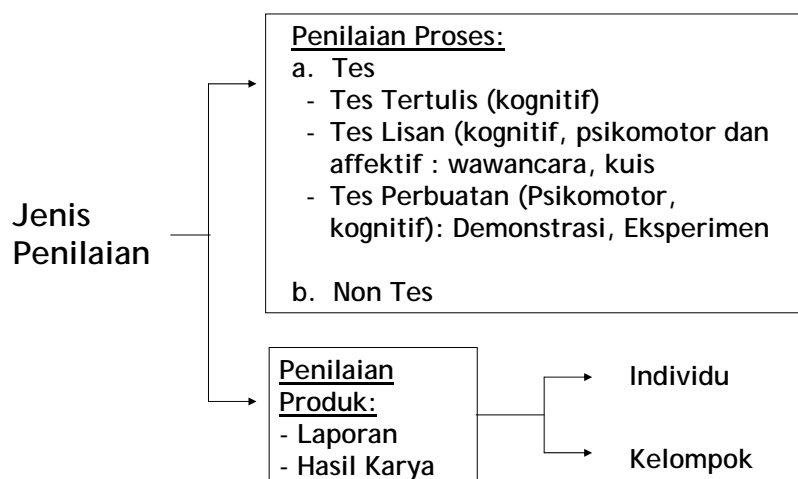 Jenis
Penilaian
Penilaian Proses:
a. Tes
- Tes Tertulis (kognitif)
- Tes Lisan (kognitif, psikomotor dan
affektif : wawancara, kuis
- Tes Perbuatan (Psikomotor,
kognitif): Demonstrasi, Eksperimen
b. Non Tes
Penilaian
Produk:
- Laporan
- Hasil Karya
Individu
Kelompok